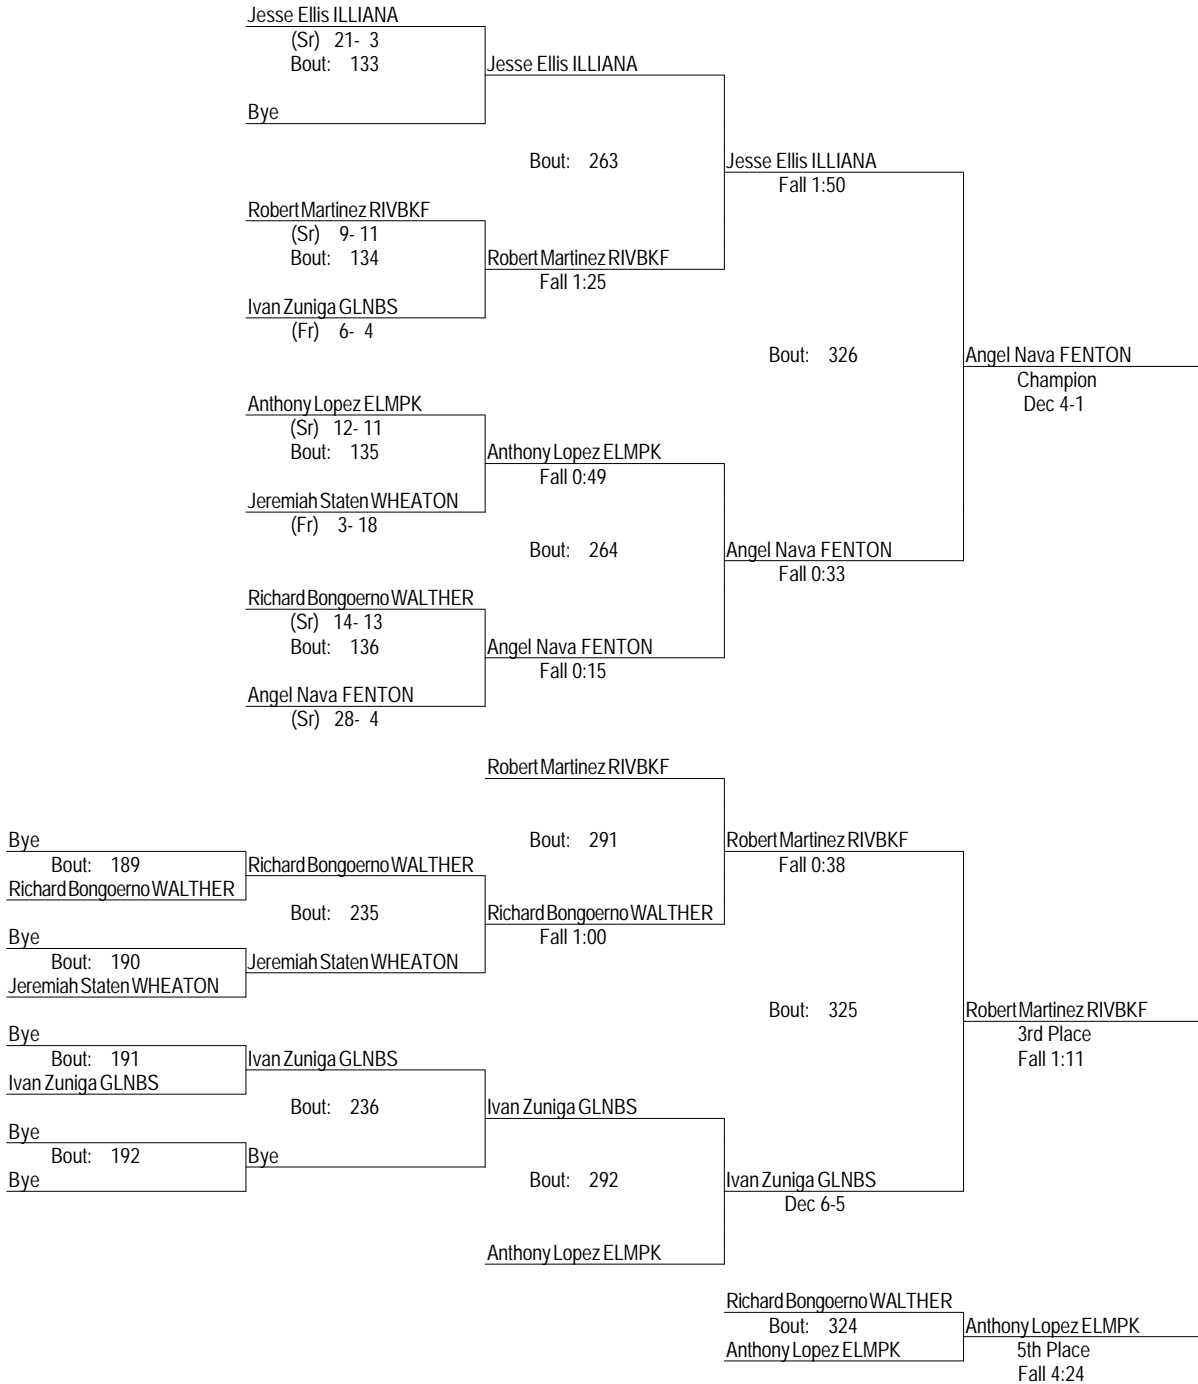 Jesse Ellis ILLIANA
(Sr) 21- 3
Bout: 133
Jesse Ellis ILLIANA
Bye
Bout: 263
Jesse Ellis ILLIANA
Fall 1:50
Robert Martinez RIVBKF
(Sr) 9- 11
Bout: 134
Robert Martinez RIVBKF
Fall 1:25
Ivan Zuniga GLNBS
(Fr) 6- 4
Bout: 326
Angel Nava FENTON
Champion
Dec 4-1
Anthony Lopez ELMPK
(Sr) 12- 11
Bout: 135
Anthony Lopez ELMPK
Fall 0:49
Jeremiah Staten WHEATON
(Fr) 3- 18
Bout: 264
Angel Nava FENTON
Fall 0:33
Richard Bongoerno WALTHER
(Sr) 14- 13
Bout: 136
Angel Nava FENTON
Fall 0:15
Angel Nava FENTON
(Sr) 28- 4
Robert Martinez RIVBKF
Bout: 291
Robert Martinez RIVBKF
Fall 0:38
Bye
Bout: 189
Richard Bongoerno WALTHER
Richard Bongoerno WALTHER
Bout: 235
Richard Bongoerno WALTHER
Fall 1:00
Bye
Bout: 190
Jeremiah Staten WHEATON
Jeremiah Staten WHEATON
Bout: 325
Robert Martinez RIVBKF
3rd Place
Fall 1:11
Bye
Bout: 191
Ivan Zuniga GLNBS
Ivan Zuniga GLNBS
Bout: 236
Ivan Zuniga GLNBS
Bye
Bout: 192
Bye
Bye
Bout: 292
Ivan Zuniga GLNBS
Dec 6-5
Anthony Lopez ELMPK
Richard Bongoerno WALTHER
Bout: 324
Anthony Lopez ELMPK
Anthony Lopez ELMPK
5th Place
Fall 4:24